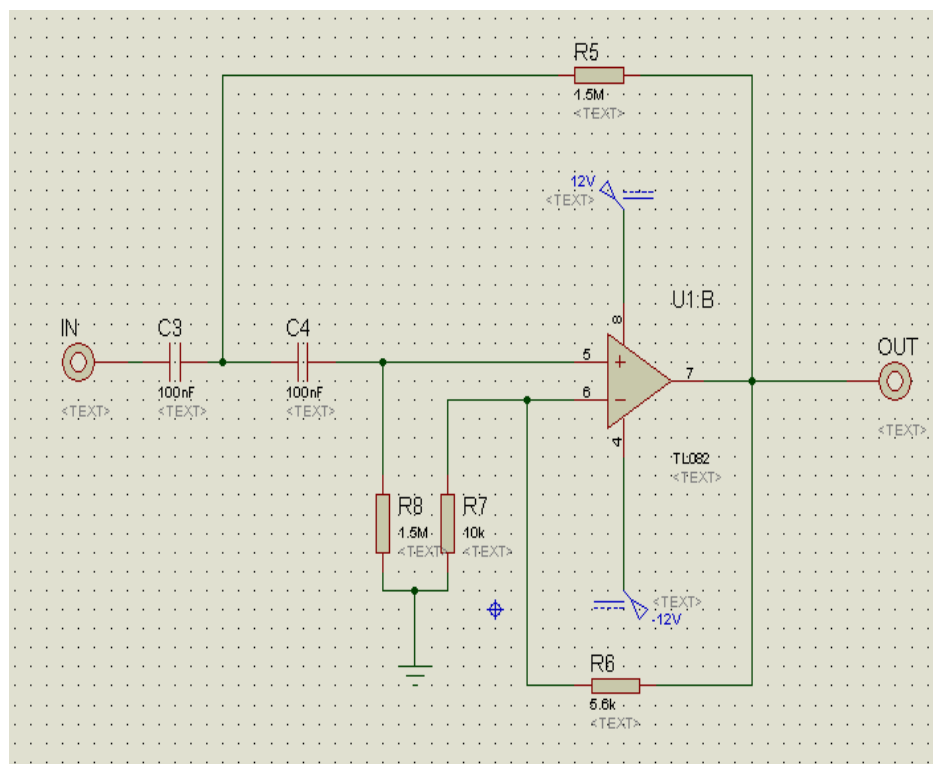 R5
1.5M
<TEXT>
12V
<TEXT>
U1:B
8
IN
C3
C4
5
+
7
OUT
100nF
100nF
6
−
<TEXT>
<TEXT>
<TEXT>
<TEXT>
4
TL082
<TEXT>
R8
R7
1.5M
10k
<TEXT>
<TEXT>
<TEXT>
-12V
R6
5.6k
<TEXT>